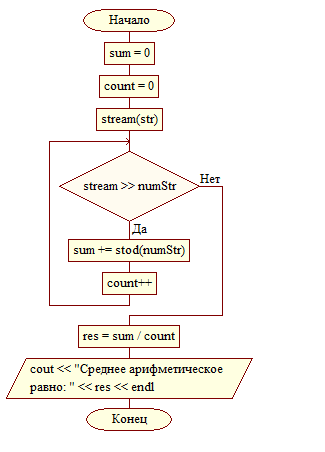 Начало
sum = 0
count = 0
stream(str)
stream >> numStr
Нет
Да
sum += stod(numStr)
count++
res = sum / count
cout << "Среднее арифметическое
равно: " << res << endl
Конец